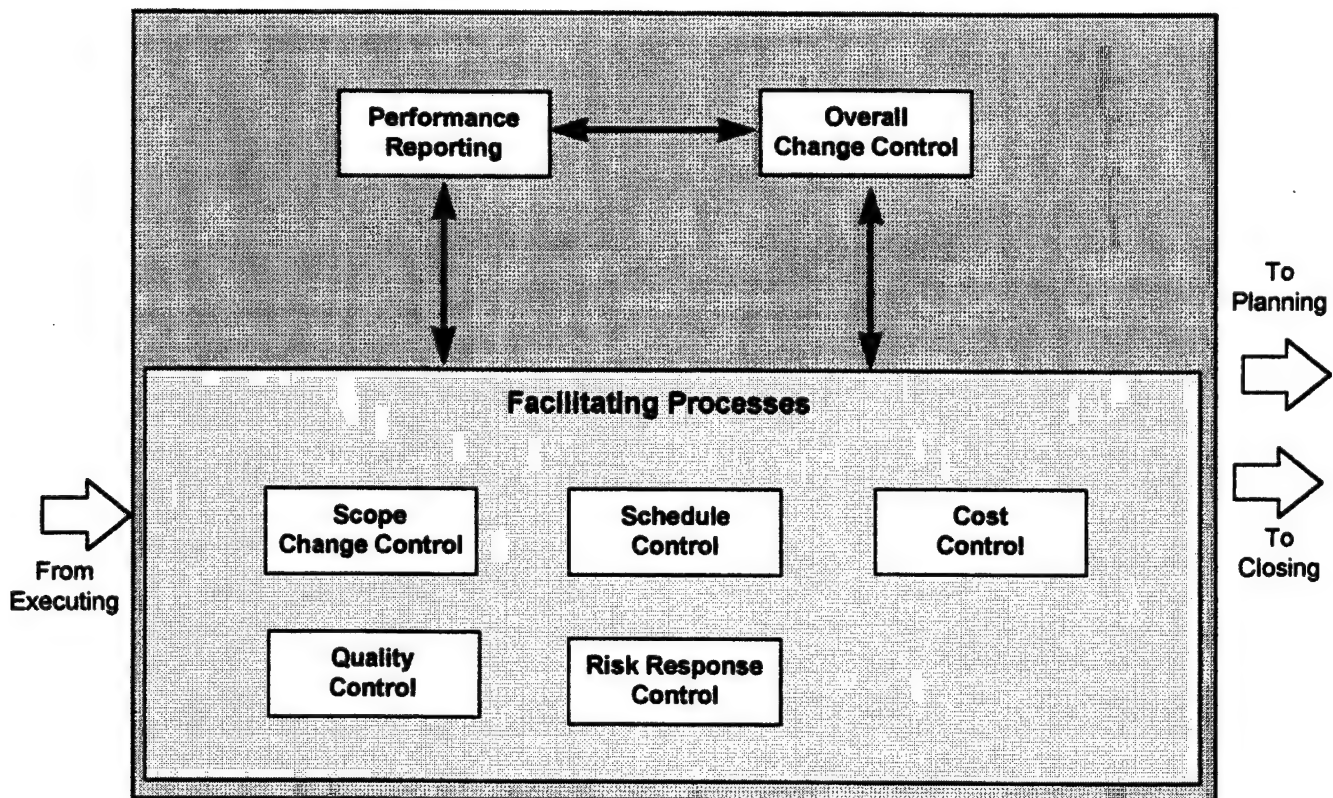 Performance
Reporting
Overall
Change Control
To
Planning
Facilitating Processes
Scope
Change Control
Schedule
Control
Cost
Control
From
Executing
To
Closing
Quality
Control
Risk Response
Control